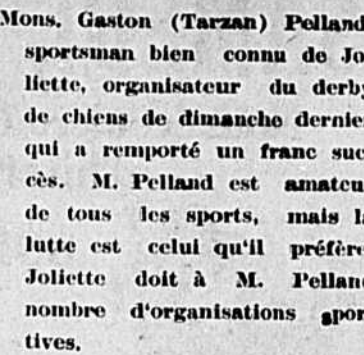 Mons. Gaston (Tarzan) Pelland
sportsman bien connu de Jo
liette, organisateur du derby
de chiens de dimanche dernier
qui a remporté un franc suc
cès. M. Pelland est amateu
de tous les sports, mais la
lutte est celui qu'il préfère
Joliette doit à M. Pelland
nombre d'organisations spor
tives.